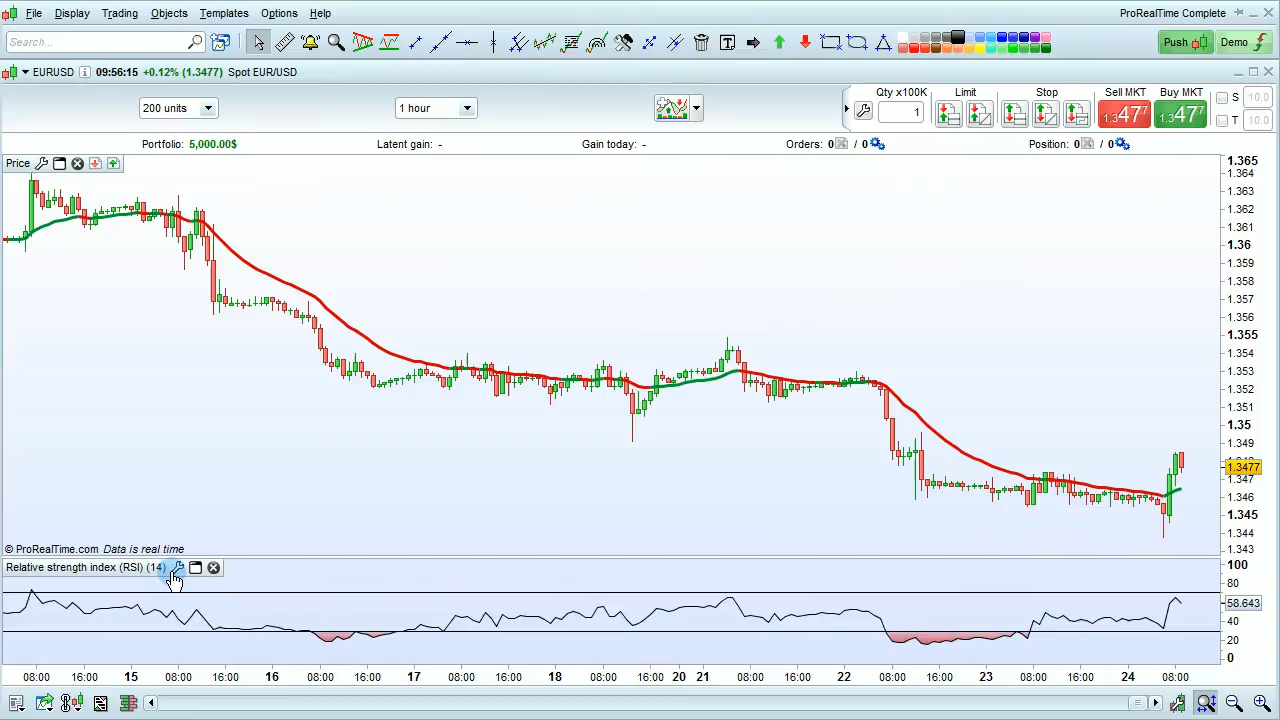 File Display Trading Objects Templates Options Help ProRealTime Complete
Search... Push Demo
EURUSD 09:56:15 +0.12% (1.3477) Spot EUR/USD
Qty x100K Limit Stop Sell MKT Buy MKT S 10.0
200 units 1 hour 1 1.3477 1.3477 T 10.0
Portfolio: 5,000.00$ Latent gain: - Gain today: - Orders: 0 / 0 Position: 0 / 0
Price
1.365
1.364
1.363
1.362
1.361
1.36
1.359
1.358
1.357
1.356
1.355
1.354
1.353
1.352
1.351
1.35
1.349
1.3477
1.347
1.346
1.345
1.344
1.343
© ProRealTime.com Data is real time
Relative strength index (RSI) (14)
100
80
58.643
40
20
0
08:00 16:00 15 08:00 16:00 16 08:00 16:00 17 08:00 16:00 18 08:00 16:00 20 21 08:00 16:00 22 08:00 16:00 23 08:00 16:00 24 08:00